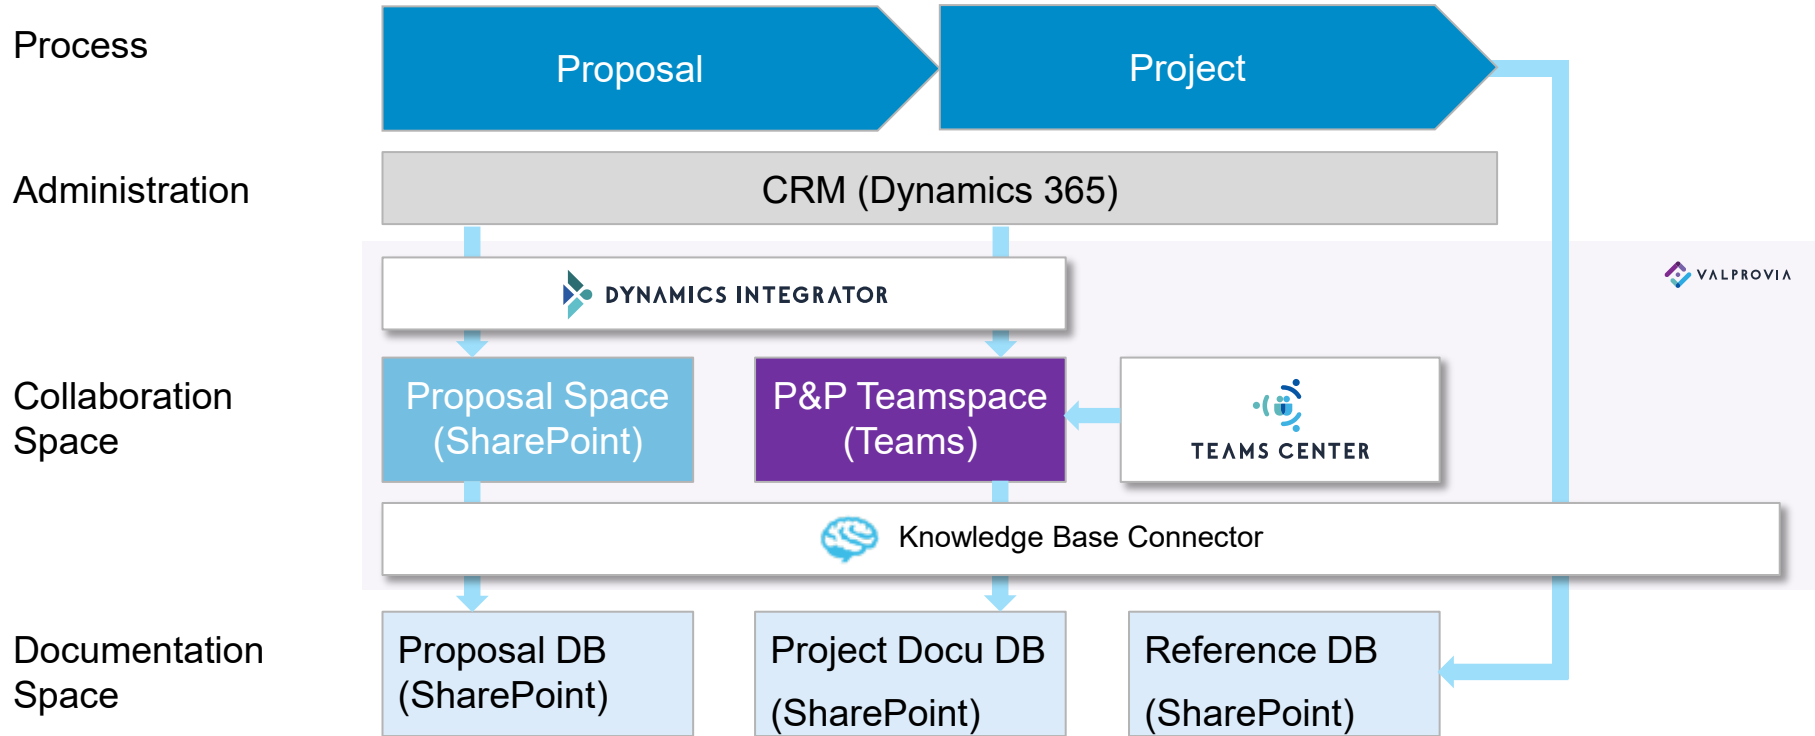 Process
Proposal
Project
Administration
CRM (Dynamics 365)
DYNAMICS INTEGRATOR
VALPROVIA
Collaboration
Space
Proposal Space
(SharePoint)
P&P Teamspace
(Teams)
TEAMS CENTER
Knowledge Base Connector
Documentation
Space
Proposal DB
(SharePoint)
Project Docu DB
(SharePoint)
Reference DB
(SharePoint)